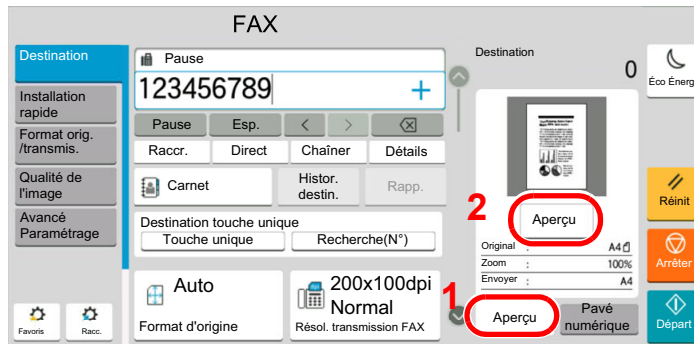 FAX
Destination
Installation
rapide
Format orig.
/transmis.
Qualité de
l'image
Avancé
Paramétrage
Favoris
Racc.
Pause
123456789
+
Pause
Esp.
<
>
Raccr.
Direct
Chaîner
Détails
Carnet
Histor.
destin.
Rapp.
Destination touche unique
Touche unique
Recherche(N°)
Auto
Format d'origine
200x100dpi
Normal
Résol. transmission FAX
Destination
0
2
Aperçu
Original : A4
Zoom : 100%
Envoyer : A4
1
Aperçu
Pavé
numérique
Éco Énerg
Réinit
Arrêter
Départ